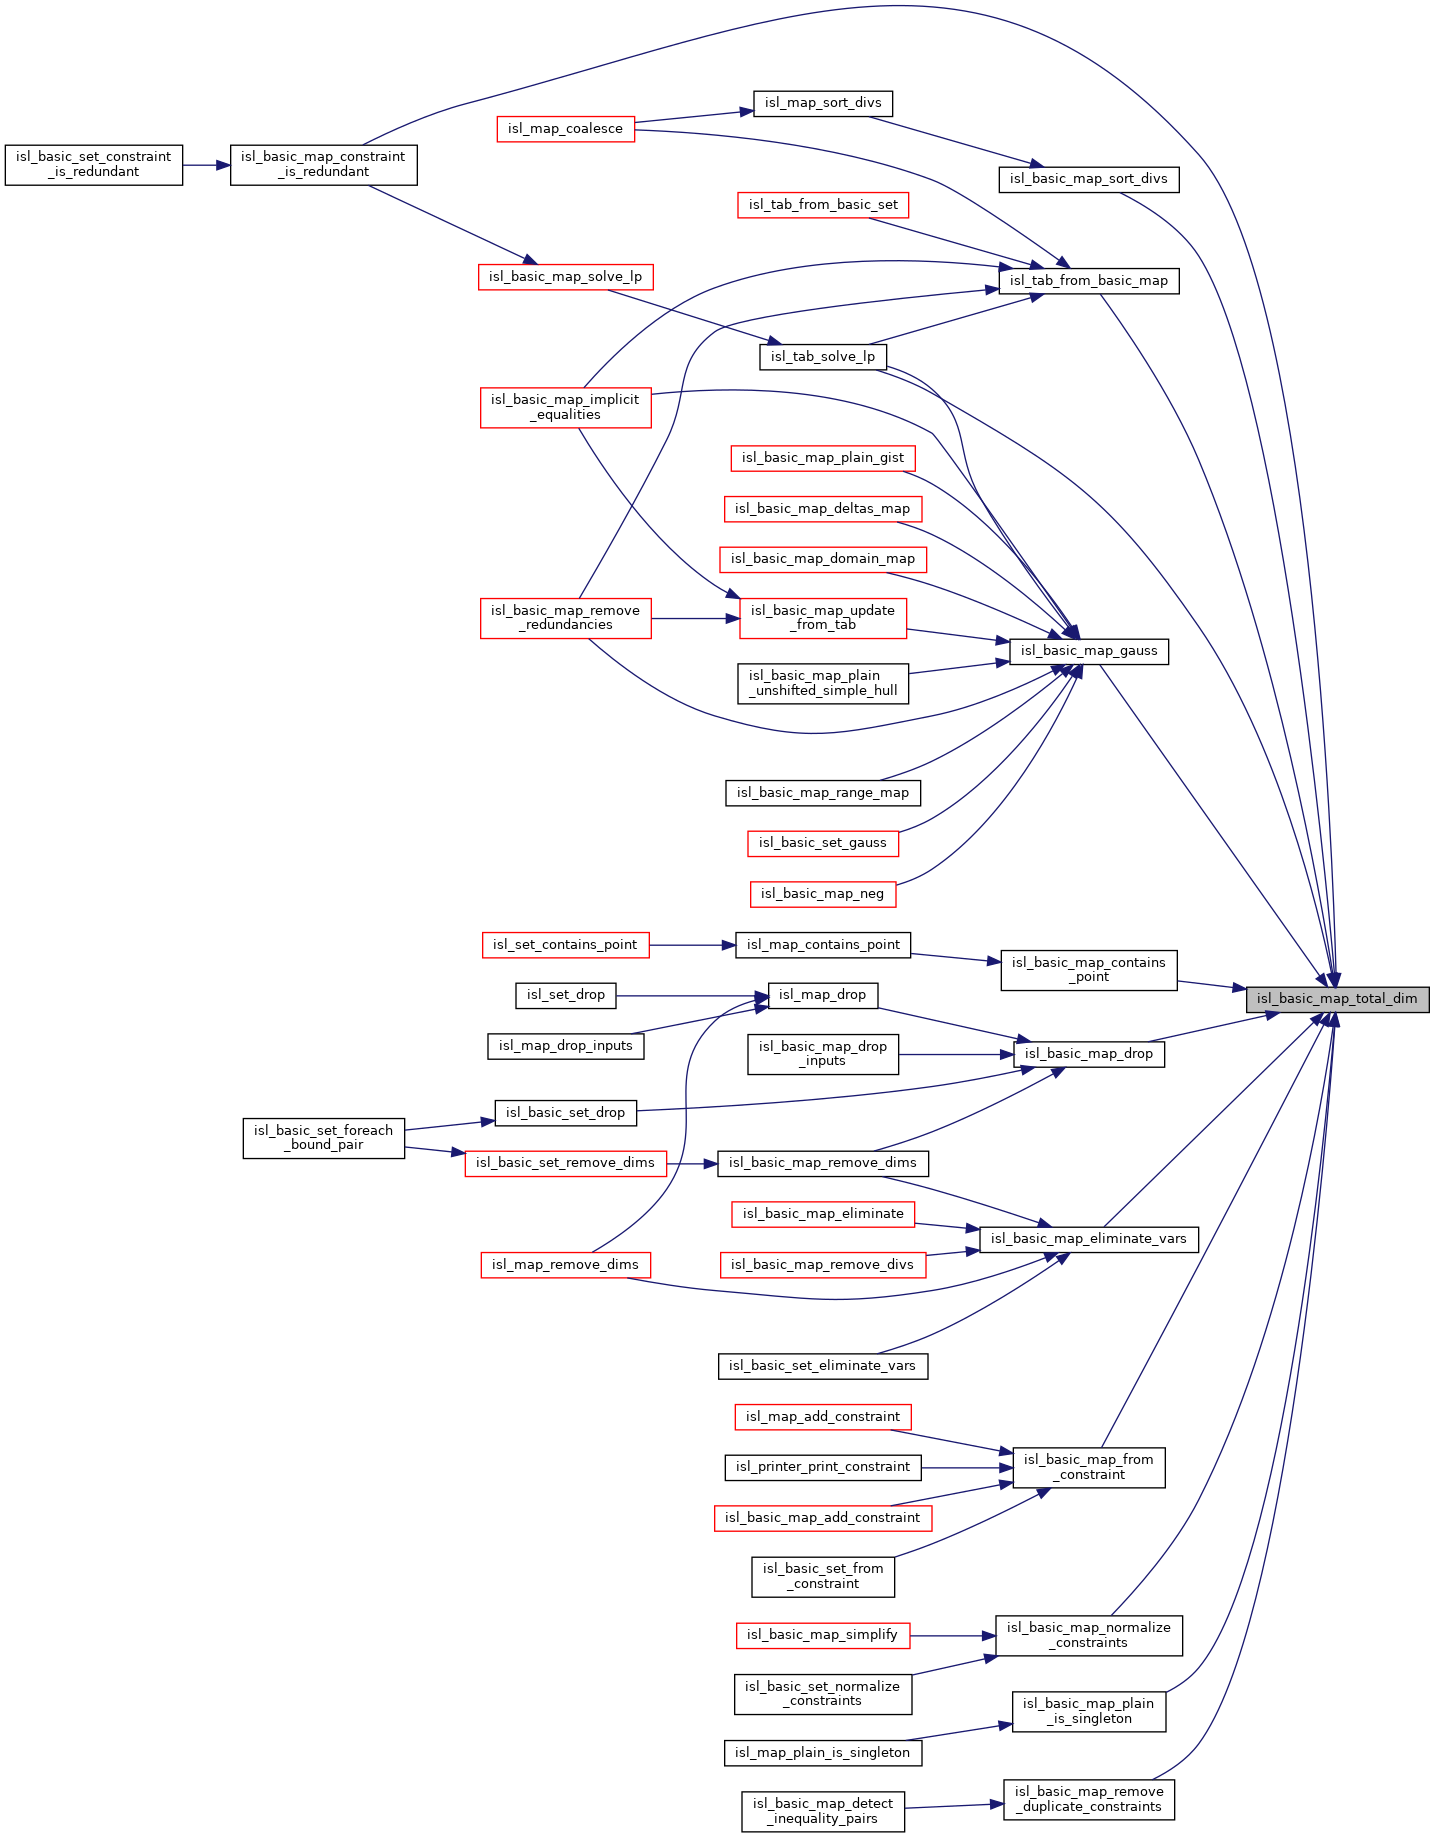 isl_map_sort_divs
isl_map_coalesce
isl_basic_set_constraint
_is_redundant
isl_basic_map_constraint
_is_redundant
isl_basic_map_sort_divs
isl_tab_from_basic_set
isl_basic_map_solve_lp
isl_tab_from_basic_map
isl_tab_solve_lp
isl_basic_map_implicit
_equalities
isl_basic_map_plain_gist
isl_basic_map_deltas_map
isl_basic_map_domain_map
isl_basic_map_remove
_redundancies
isl_basic_map_update
_from_tab
isl_basic_map_gauss
isl_basic_map_plain
_unshifted_simple_hull
isl_basic_map_range_map
isl_basic_set_gauss
isl_basic_map_neg
isl_set_contains_point
isl_map_contains_point
isl_basic_map_contains
_point
isl_set_drop
isl_map_drop
isl_basic_map_total_dim
isl_map_drop_inputs
isl_basic_map_drop
_inputs
isl_basic_map_drop
isl_basic_set_drop
isl_basic_set_foreach
_bound_pair
isl_basic_set_remove_dims
isl_basic_map_remove_dims
isl_basic_map_eliminate
isl_basic_map_eliminate_vars
isl_map_remove_dims
isl_basic_map_remove_divs
isl_basic_set_eliminate_vars
isl_map_add_constraint
isl_printer_print_constraint
isl_basic_map_from
_constraint
isl_basic_map_add_constraint
isl_basic_set_from
_constraint
isl_basic_map_simplify
isl_basic_map_normalize
_constraints
isl_basic_set_normalize
_constraints
isl_basic_map_plain
_is_singleton
isl_map_plain_is_singleton
isl_basic_map_detect
_inequality_pairs
isl_basic_map_remove
_duplicate_constraints